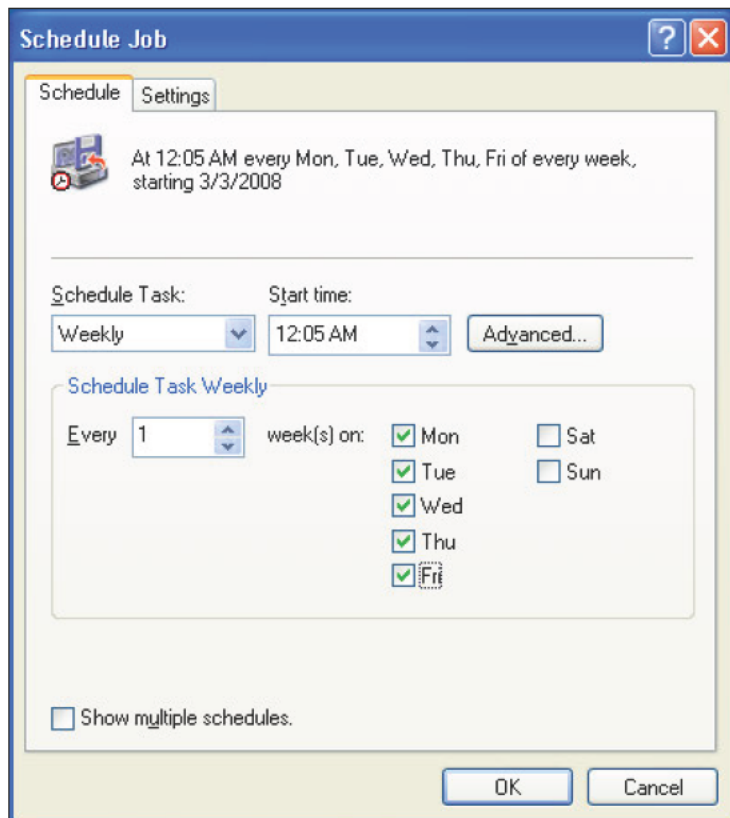 Schedule Job
Schedule
Settings
At 12:05 AM every Mon, Tue, Wed, Thu, Fri of every week,
starting 3/3/2008
Schedule Task:
Start time:
Weekly
12:05 AM
Advanced...
Schedule Task Weekly
Every 1 week(s) on:
Mon
Sat
Tue
Sun
Wed
Thu
Fri
Show multiple schedules.
OK
Cancel